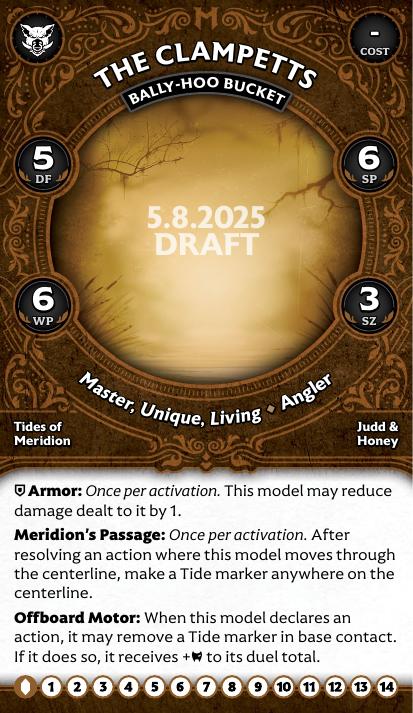 -
COST
THE CLAMPETTS
BALLY-HOO BUCKET
5
DF
6
SP
5.8.2025
DRAFT
6
WP
3
SZ
Master, Unique, Living ◆ Angler
Tides of
Meridion
Judd &
Honey
Armor: Once per activation. This model may reduce
damage dealt to it by 1.
Meridion's Passage: Once per activation. After
resolving an action where this model moves through
the centerline, make a Tide marker anywhere on the
centerline.
Offboard Motor: When this model declares an
action, it may remove a Tide marker in base contact.
If it does so, it receives + to its duel total.
1 2 3 4 5 6 7 8 9 10 11 12 13 14